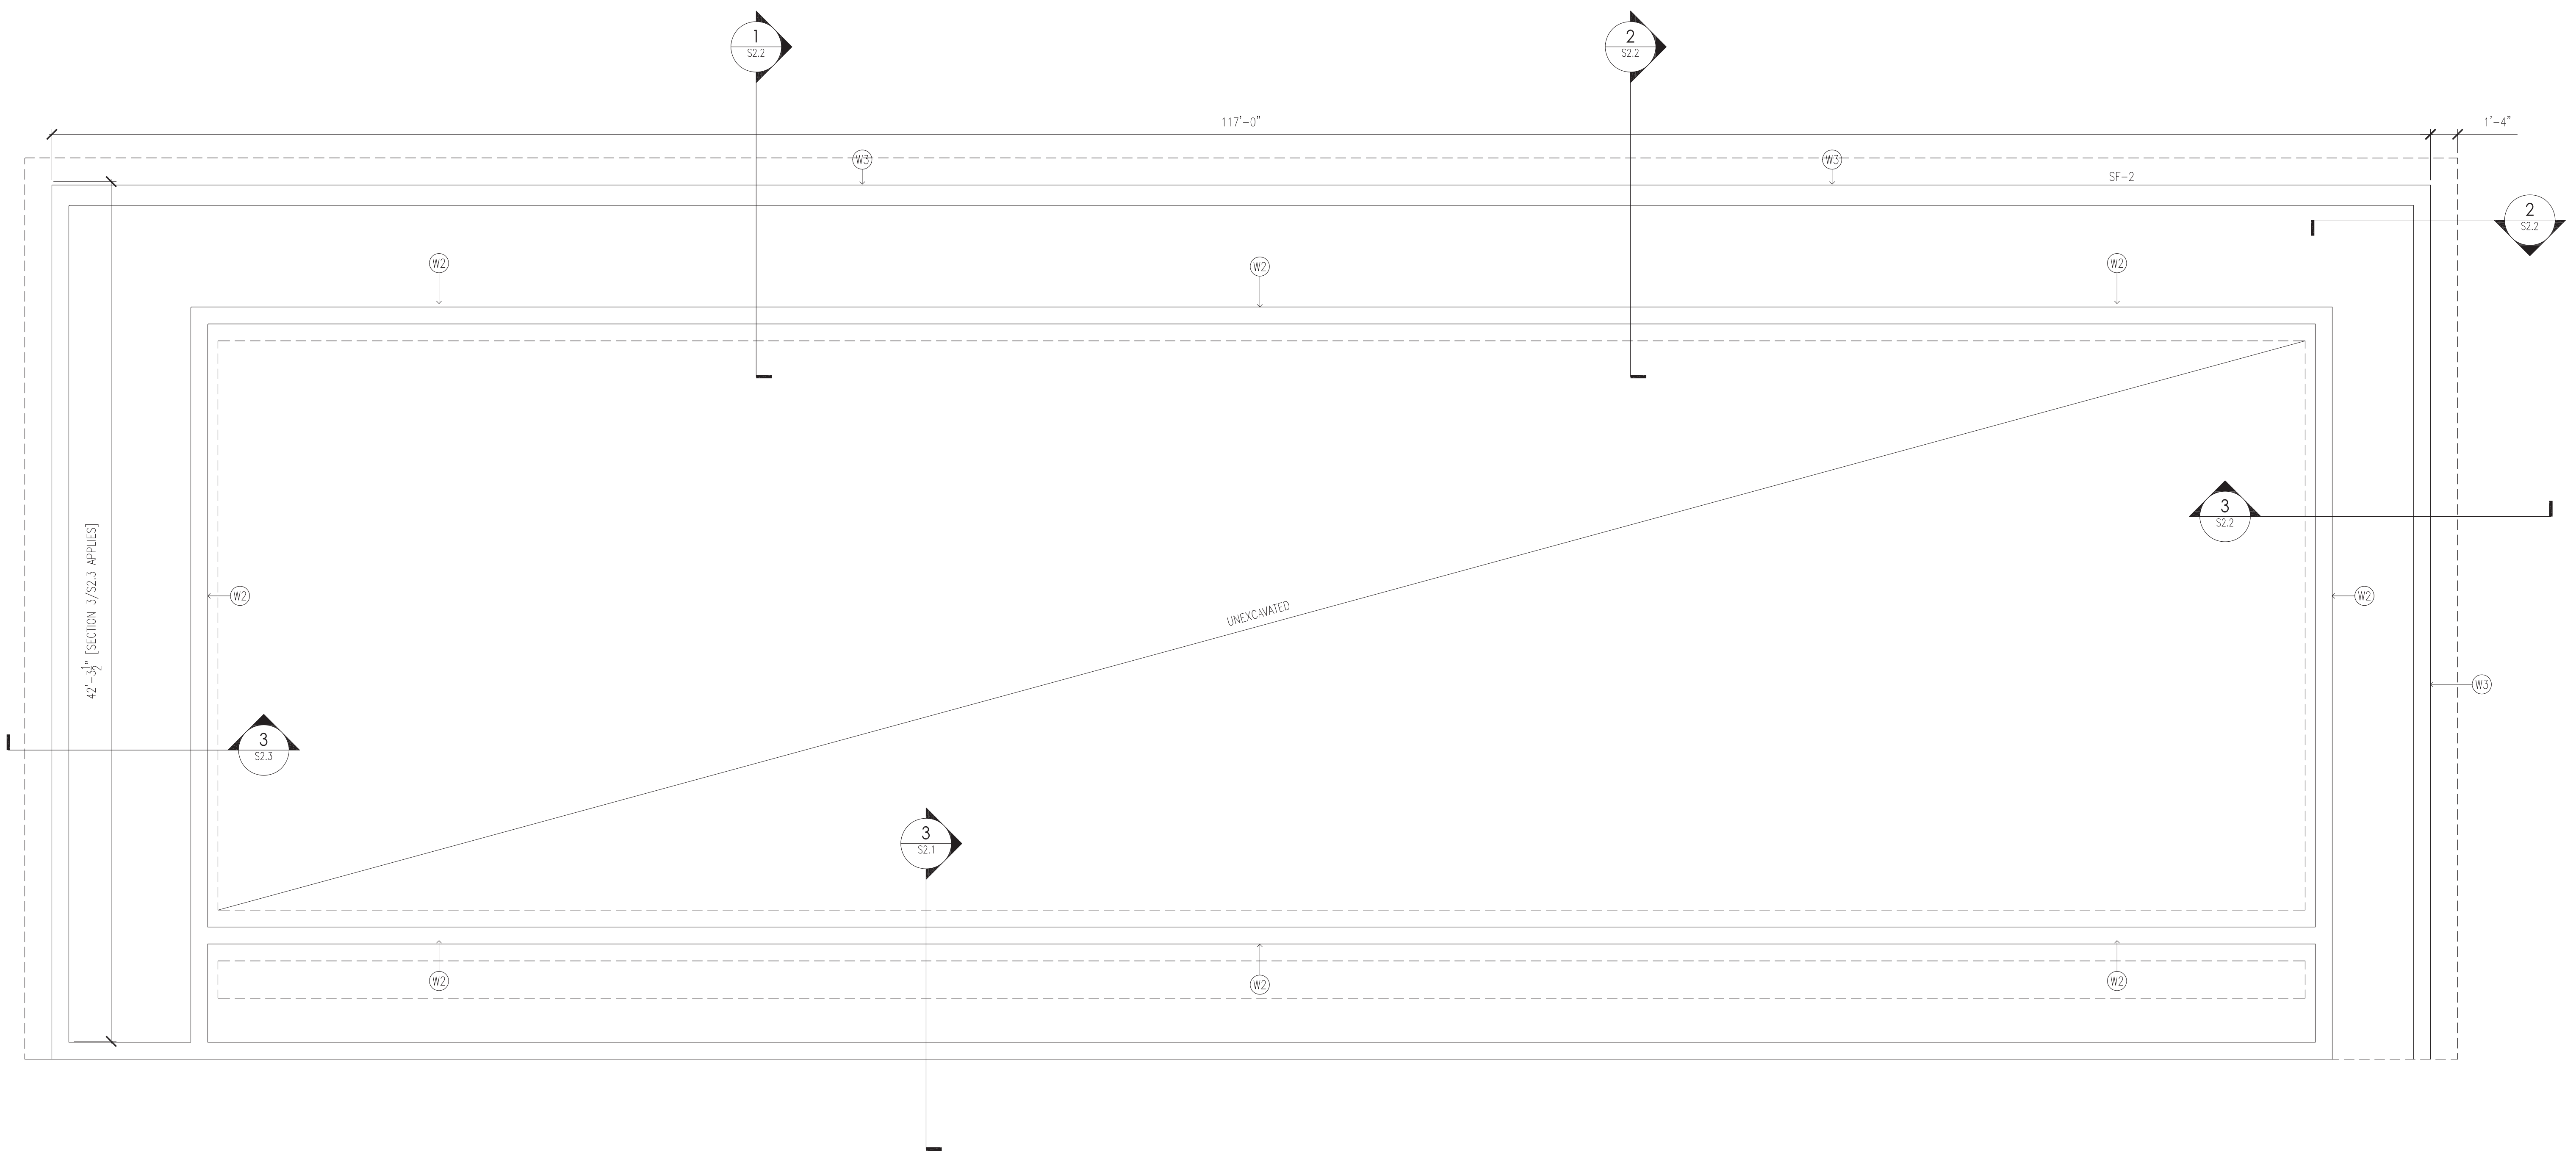 1
S2.2
2
S2.2
117'-0"
1'-4"
W3
W3
SF-2
2
S2.2
W2
W2
W2
3
S2.2
42'-3 1/2" [SECTION 3/S2.3 APPLIES]
W2
UNEXCAVATED
W2
W3
3
S2.3
3
S2.1
W2
W2
W2